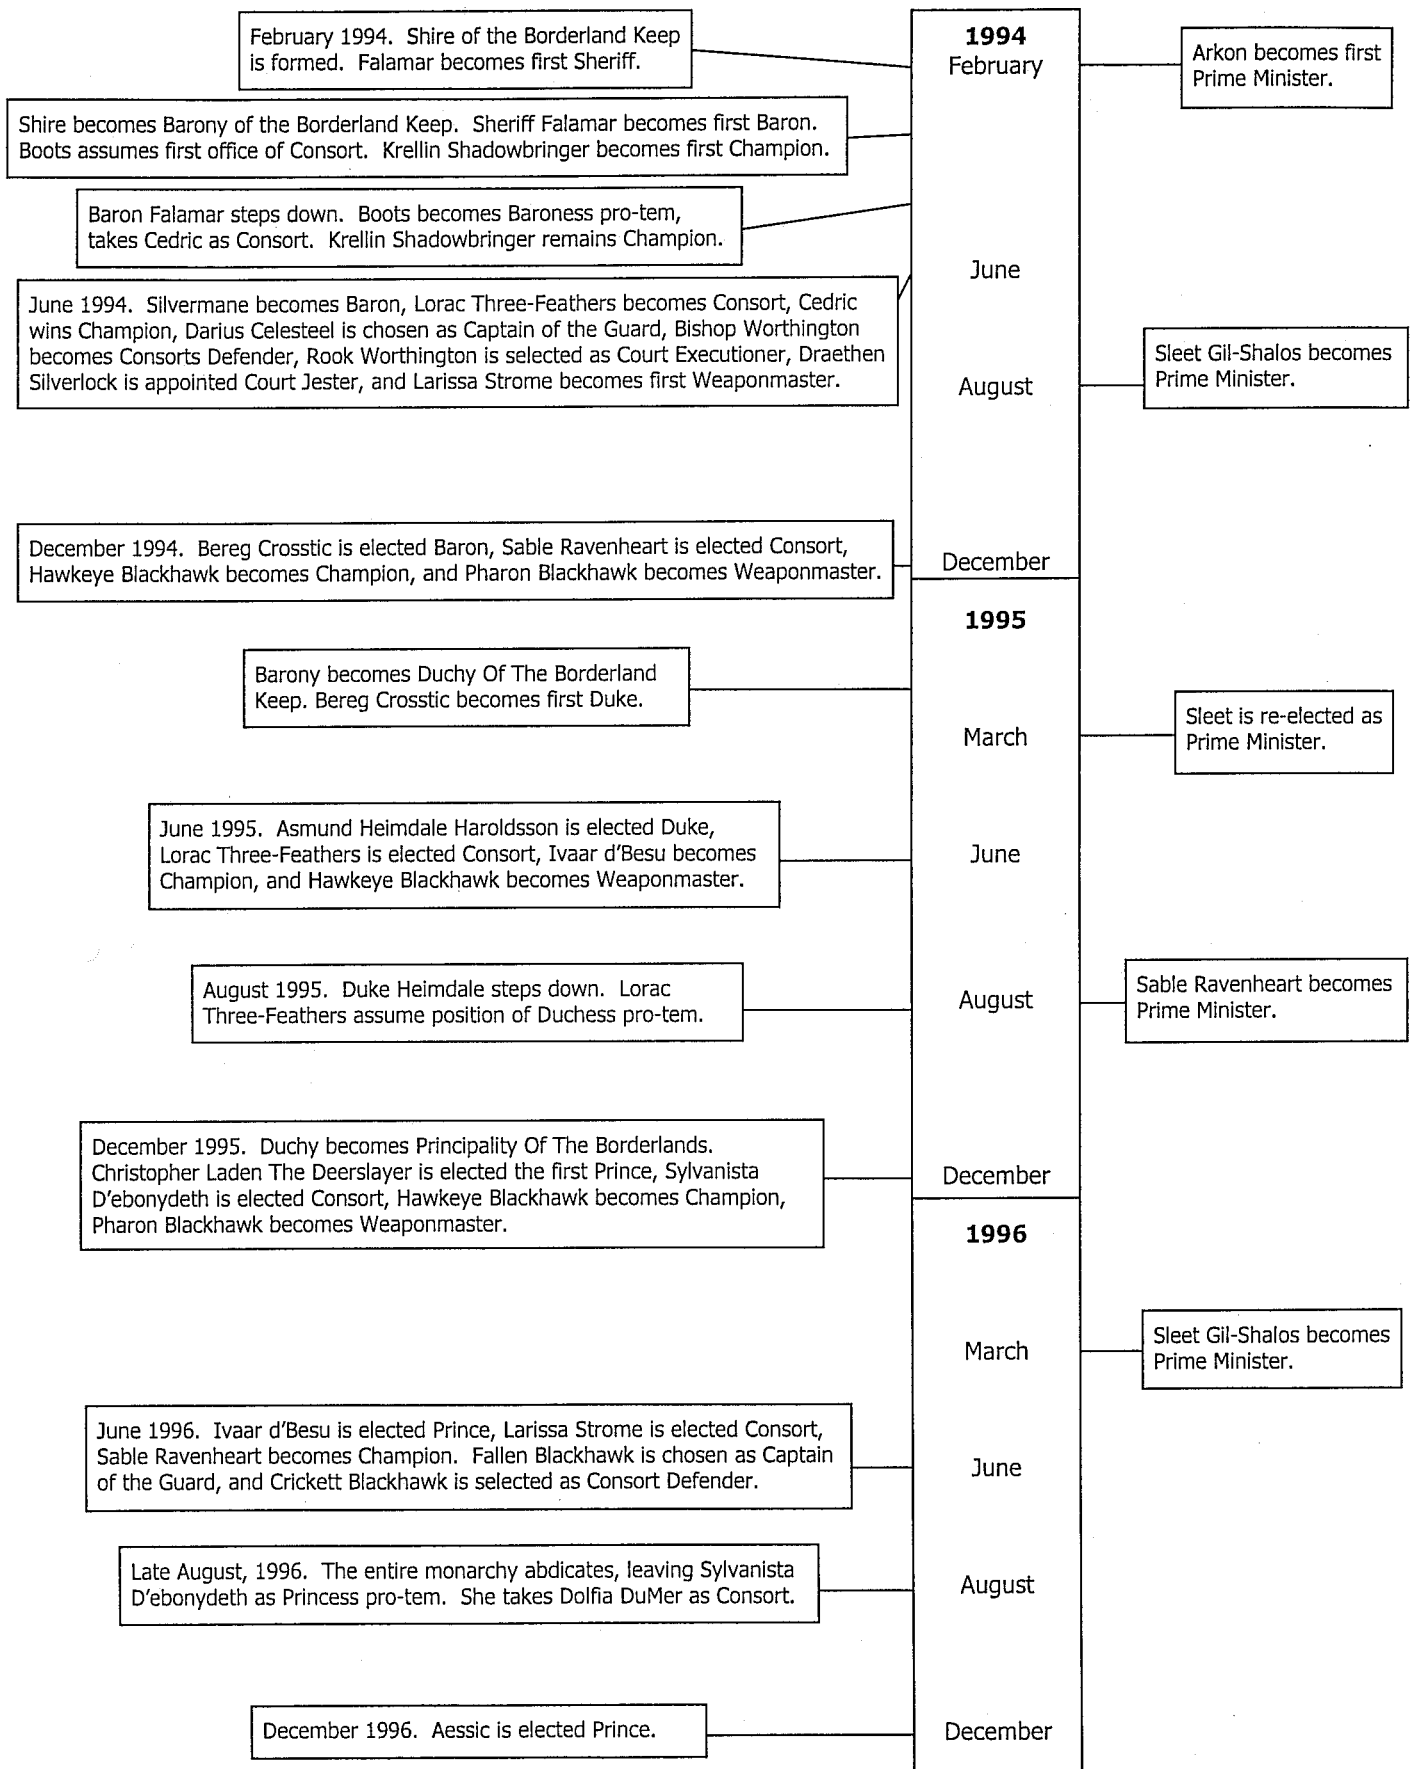 February 1994. Shire of the Borderland Keep
is formed. Falamar becomes first Sheriff.
1994
February
Arkon becomes first
Prime Minister.
Shire becomes Barony of the Borderland Keep. Sheriff Falamar becomes first Baron.
Boots assumes first office of Consort. Krellin Shadowbringer becomes first Champion.
Baron Falamar steps down. Boots becomes Baroness pro-tem,
takes Cedric as Consort. Krellin Shadowbringer remains Champion.
June
June 1994. Silvermane becomes Baron, Lorac Three-Feathers becomes Consort, Cedric
wins Champion, Darius Celesteel is chosen as Captain of the Guard, Bishop Worthington
becomes Consorts Defender, Rook Worthington is selected as Court Executioner, Draethen
Silverlock is appointed Court Jester, and Larissa Strome becomes first Weaponmaster.
August
Sleet Gil-Shalos becomes
Prime Minister.
December 1994. Bereg Crosstic is elected Baron, Sable Ravenheart is elected Consort,
Hawkeye Blackhawk becomes Champion, and Pharon Blackhawk becomes Weaponmaster.
December
1995
Barony becomes Duchy Of The Borderland
Keep. Bereg Crosstic becomes first Duke.
March
Sleet is re-elected as
Prime Minister.
June 1995. Asmund Heimdale Haroldsson is elected Duke,
Lorac Three-Feathers is elected Consort, Ivaar d'Besu becomes
Champion, and Hawkeye Blackhawk becomes Weaponmaster.
June
August 1995. Duke Heimdale steps down. Lorac
Three-Feathers assume position of Duchess pro-tem.
August
Sable Ravenheart becomes
Prime Minister.
December 1995. Duchy becomes Principality Of The Borderlands.
Christopher Laden The Deerslayer is elected the first Prince, Sylvanista
D'ebonydeth is elected Consort, Hawkeye Blackhawk becomes Champion,
Pharon Blackhawk becomes Weaponmaster.
December
1996
March
Sleet Gil-Shalos becomes
Prime Minister.
June 1996. Ivaar d'Besu is elected Prince, Larissa Strome is elected Consort,
Sable Ravenheart becomes Champion. Fallen Blackhawk is chosen as Captain
of the Guard, and Crickett Blackhawk is selected as Consort Defender.
June
Late August, 1996. The entire monarchy abdicates, leaving Sylvanista
D'ebonydeth as Princess pro-tem. She takes Dolfia DuMer as Consort.
August
December 1996. Aessic is elected Prince.
December